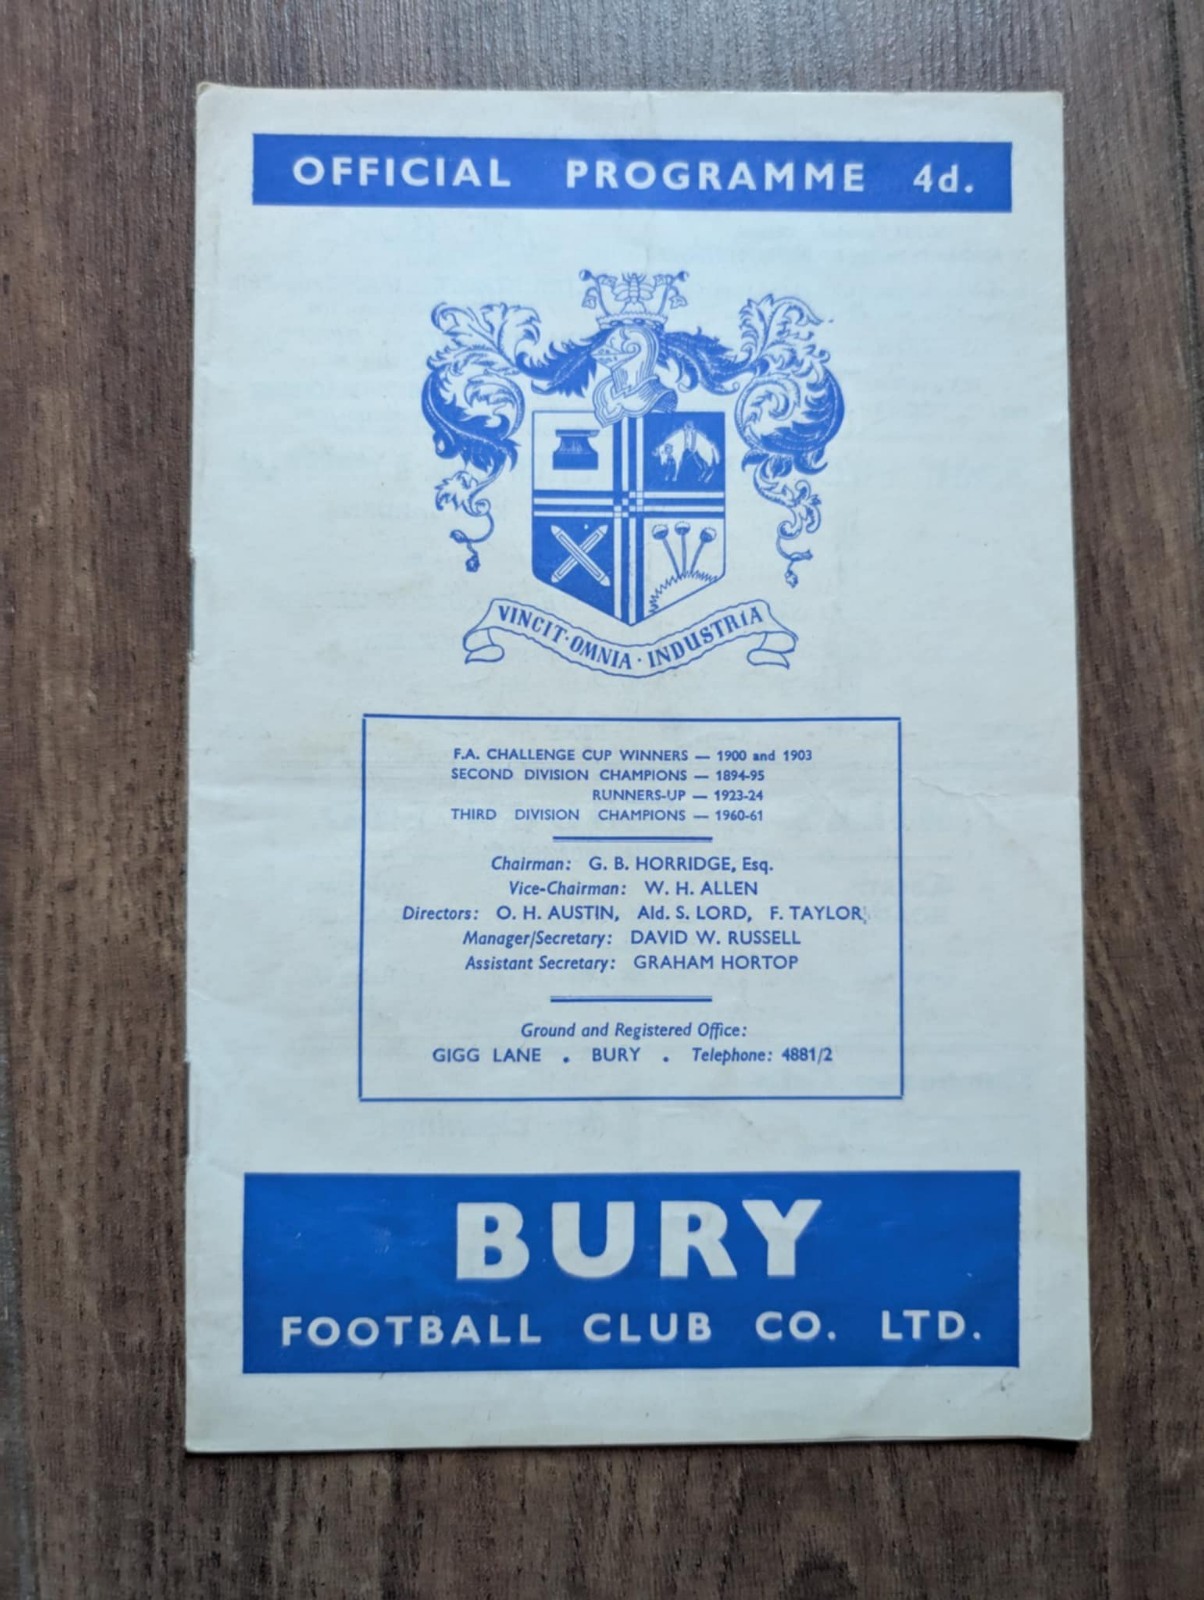 OFFICIAL PROGRAMME 4d.
VINCIT · OMNIA · INDUSTRIA
F.A. CHALLENGE CUP WINNERS — 1900 and 1903
SECOND DIVISION CHAMPIONS — 1894-95
RUNNERS-UP — 1923-24
THIRD DIVISION CHAMPIONS — 1960-61
Chairman: G. B. HORRIDGE, Esq.
Vice-Chairman: W. H. ALLEN
Directors: O. H. AUSTIN, Ald. S. LORD, F. TAYLOR
Manager/Secretary: DAVID W. RUSSELL
Assistant Secretary: GRAHAM HORTOP
Ground and Registered Office:
GIGG LANE . BURY . Telephone: 4881/2
BURY
FOOTBALL CLUB CO. LTD.